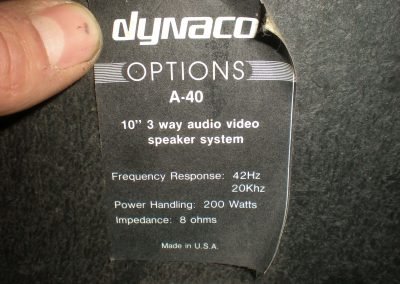 dynaco
OPTIONS
A-40
10" 3 way audio video
speaker system
Frequency Response: 42Hz
20Khz
Power Handling: 200 Watts
Impedance: 8 ohms
Made in U.S.A.